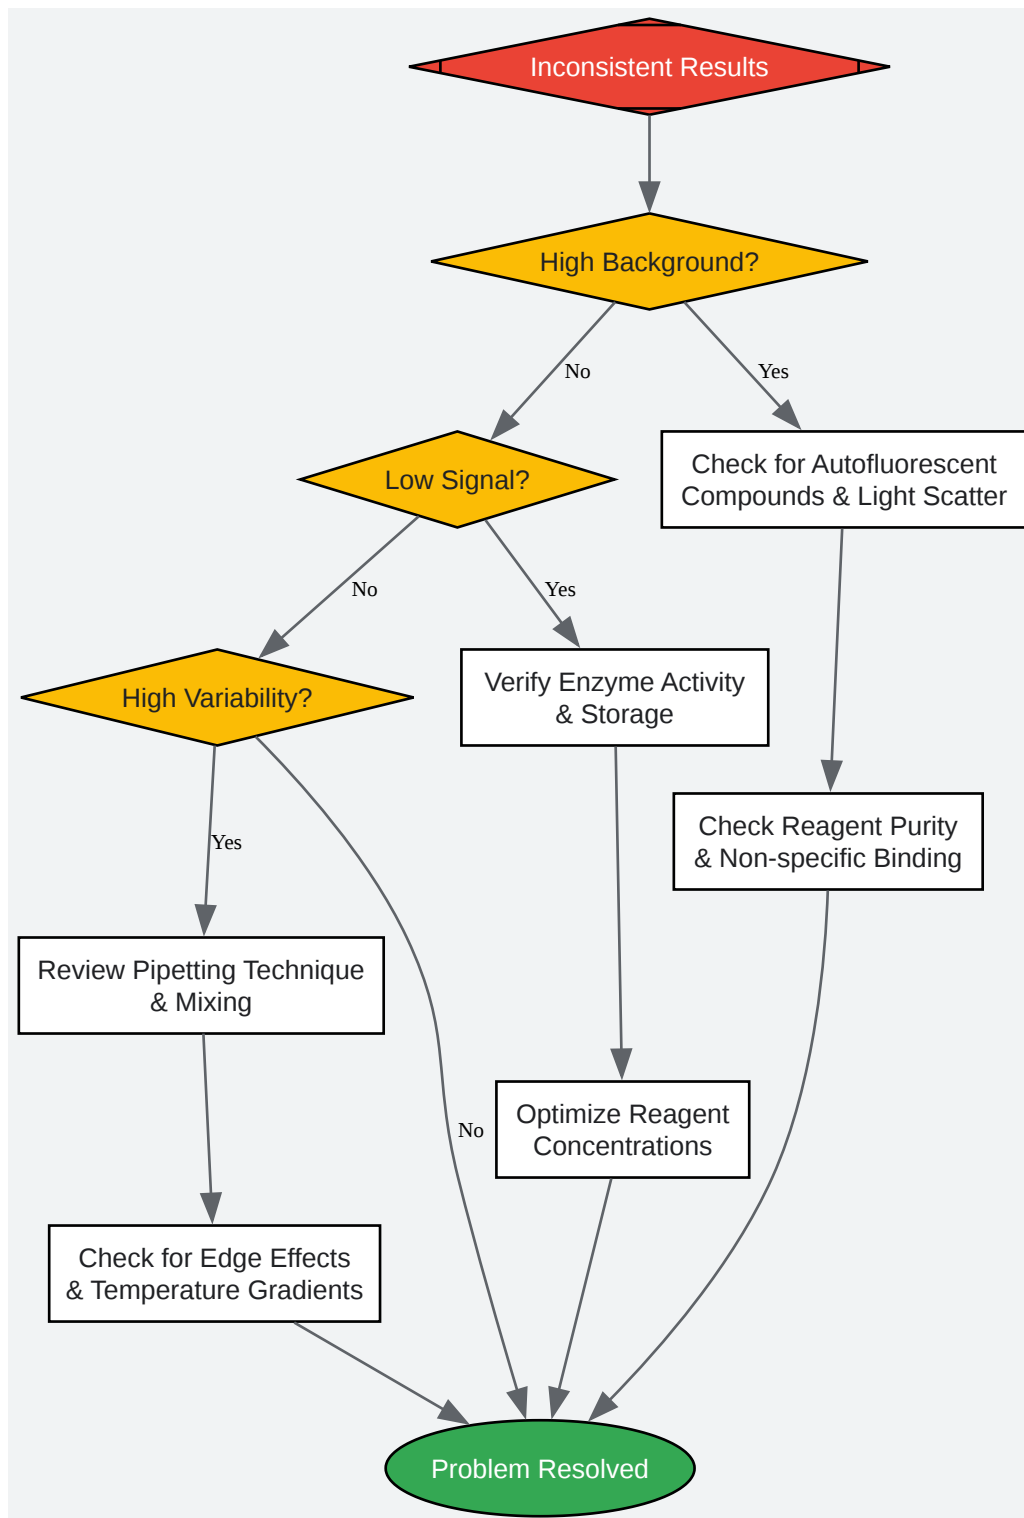 Inconsistent Results
High Background?
No
Yes
Low Signal?
Check for Autofluorescent
Compounds & Light Scatter
No
Yes
High Variability?
Verify Enzyme Activity
& Storage
Yes
Check Reagent Purity
& Non-specific Binding
Review Pipetting Technique
& Mixing
No
Optimize Reagent
Concentrations
Check for Edge Effects
& Temperature Gradients
Problem Resolved